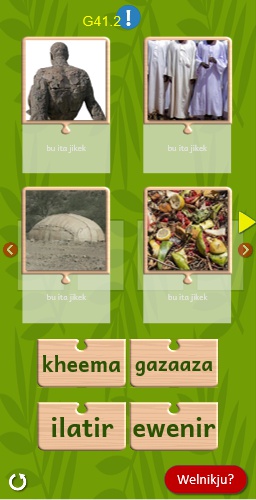 G41.2
!
bu ita jikek
bu ita jikek
bu ita jikek
bu ita jikek
kheema
gazaaza
ilatir
ewenir
Welnikju?